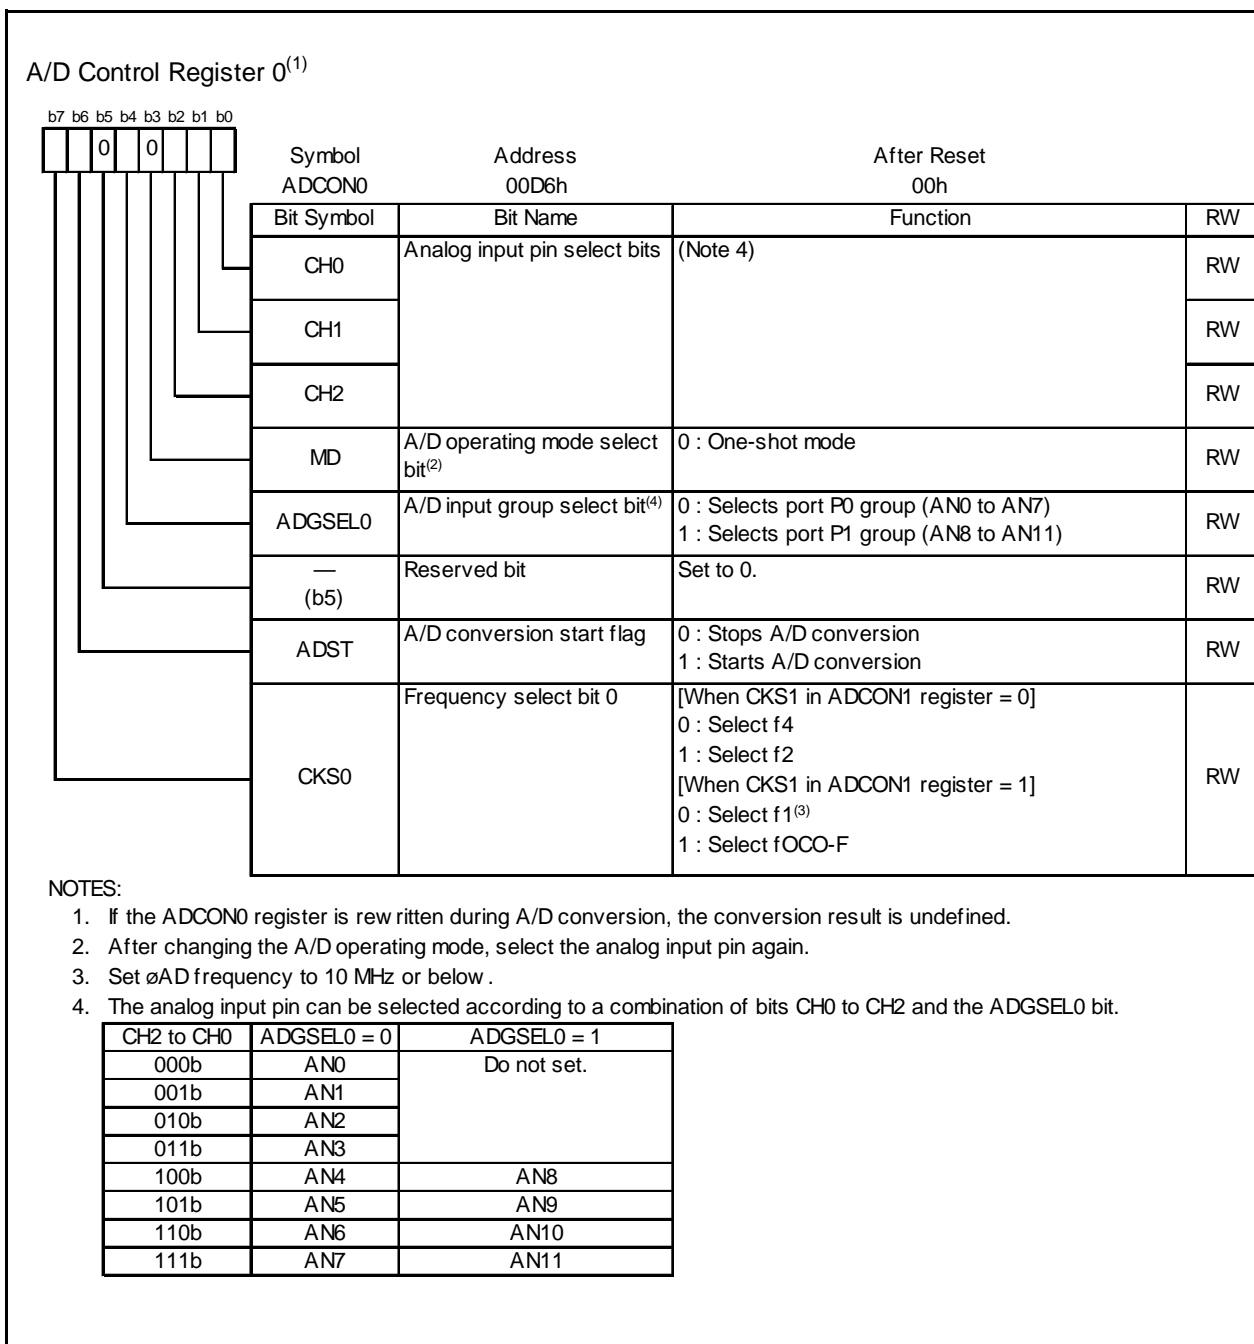 A/D Control Register 0(1)
b7 b6 b5 b4 b3 b2 b1 b0
0 0
Symbol Address After Reset
ADCON0 00D6h 00h
Bit Symbol Bit Name Function RW
CH0 Analog input pin select bits (Note 4) RW
CH1 RW
CH2 RW
MD A/D operating mode select bit(2) 0 : One-shot mode RW
ADGSEL0 A/D input group select bit(4) 0 : Selects port P0 group (AN0 to AN7)
1 : Selects port P1 group (AN8 to AN11) RW
— (b5) Reserved bit Set to 0. RW
ADST A/D conversion start flag 0 : Stops A/D conversion
1 : Starts A/D conversion RW
CKS0 Frequency select bit 0 [When CKS1 in ADCON1 register = 0]
0 : Select f4
1 : Select f2
[When CKS1 in ADCON1 register = 1]
0 : Select f1(3)
1 : Select fOCO-F RW
NOTES:
1. If the ADCON0 register is rewritten during A/D conversion, the conversion result is undefined.
2. After changing the A/D operating mode, select the analog input pin again.
3. Set øAD frequency to 10 MHz or below.
4. The analog input pin can be selected according to a combination of bits CH0 to CH2 and the ADGSEL0 bit.
CH2 to CH0 ADGSEL0 = 0 ADGSEL0 = 1
000b AN0 Do not set.
001b AN1
010b AN2
011b AN3
100b AN4 AN8
101b AN5 AN9
110b AN6 AN10
111b AN7 AN11